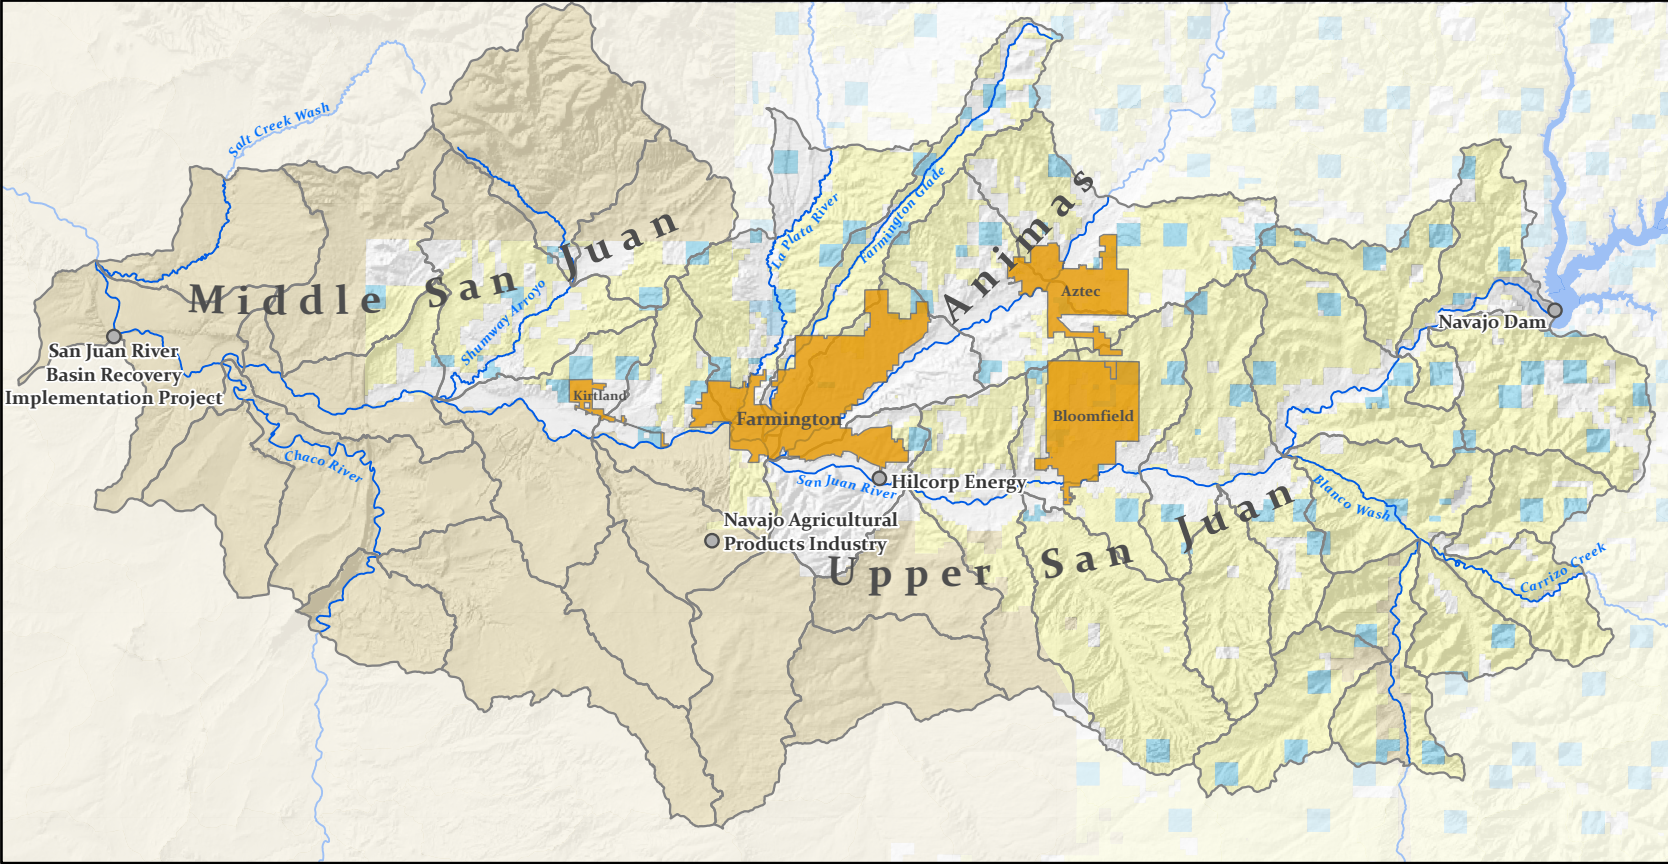 Salt Creek Wash
Middle San Juan
La Plata River
Farmington Glade
Animas
Shumway Arroyo
Aztec
Navajo Dam
San Juan River
Basin Recovery
Implementation Project
Kirtland
Farmington
Bloomfield
Chaco River
San Juan River
Hilcorp Energy
Blanco Wash
Navajo Agricultural
Products Industry
Upper San Juan
Carrizo Creek